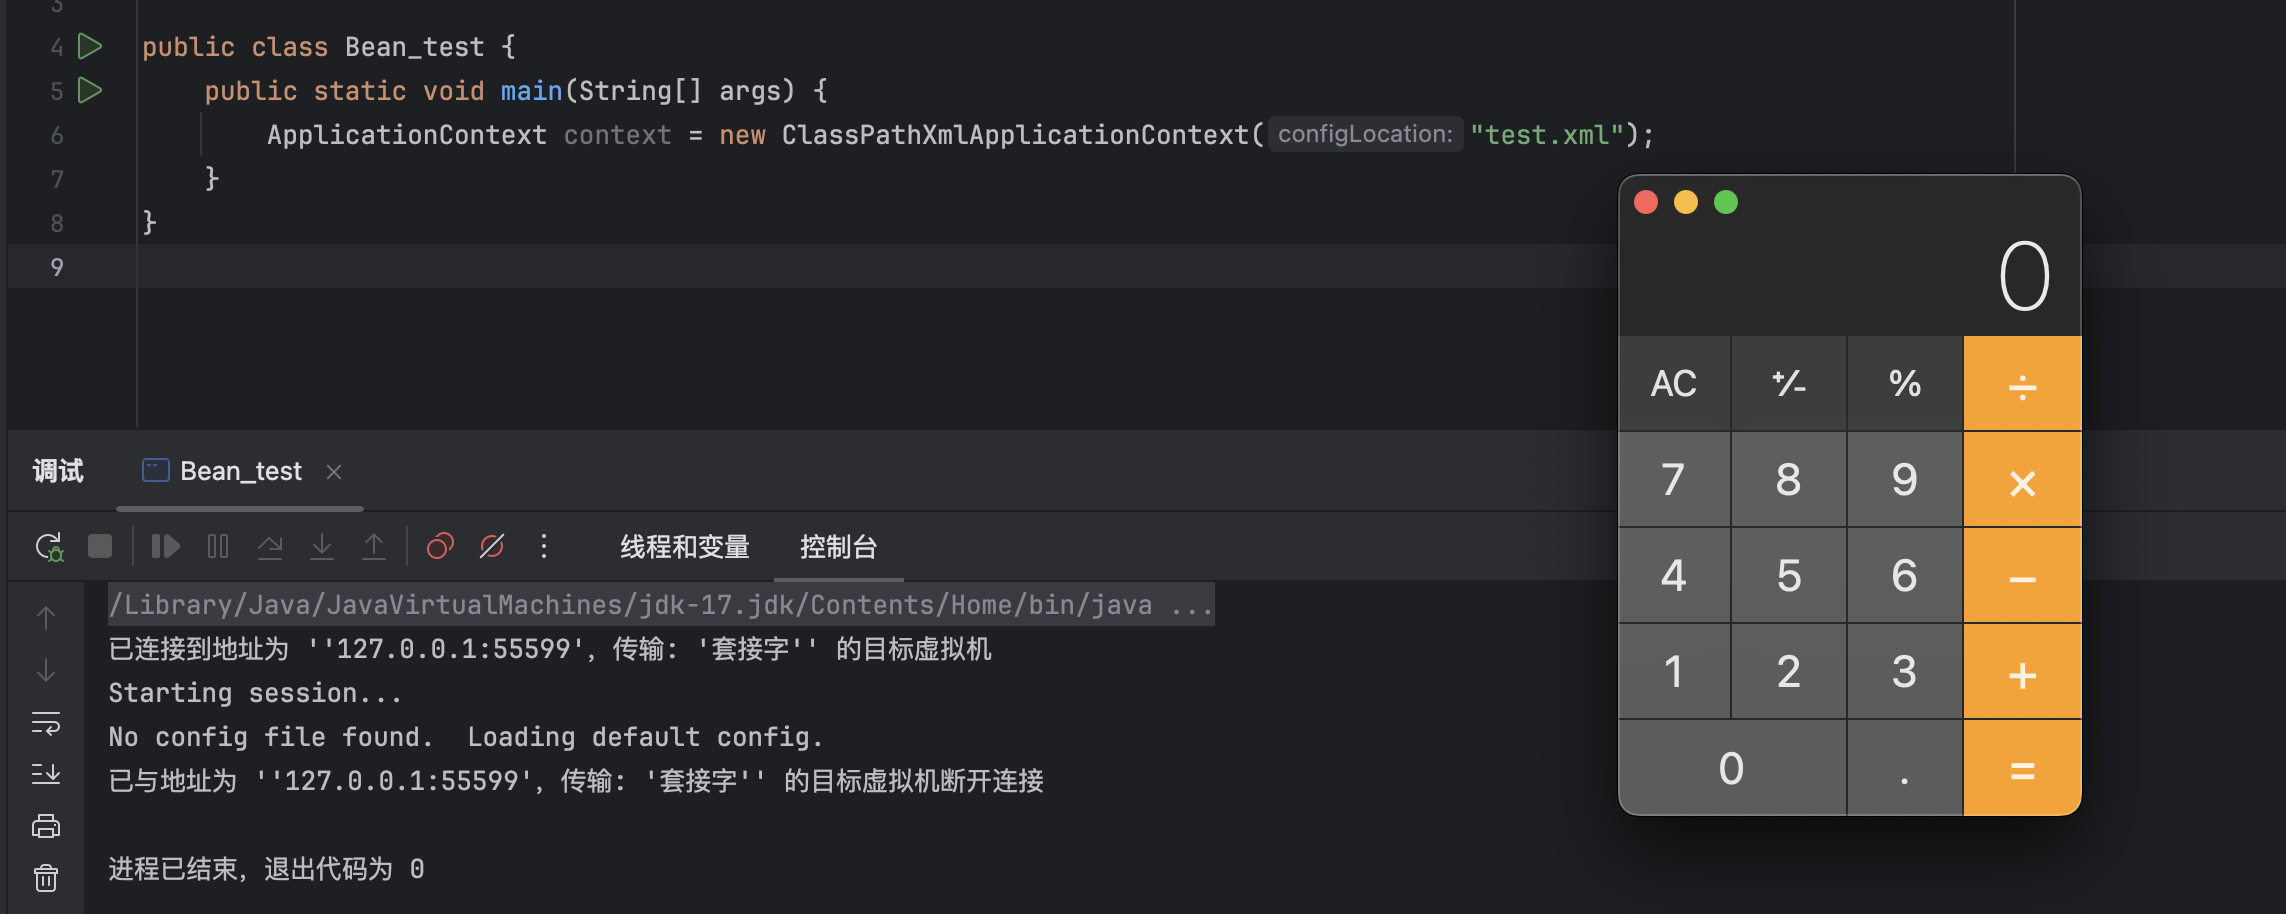 3
4 public class Bean_test {
5 public static void main(String[] args) {
6 ApplicationContext context = new ClassPathXmlApplicationContext( configLocation: "test.xml");
7 }
8 }
9
0
AC +⁄- % ÷
7 8 9 ×
4 5 6 −
1 2 3 +
0 . =
调试 Bean_test ×
线程和变量 控制台
/Library/Java/JavaVirtualMachines/jdk-17.jdk/Contents/Home/bin/java ...
已连接到地址为 ''127.0.0.1:55599'，传输: '套接字'' 的目标虚拟机
Starting session...
No config file found.  Loading default config.
已与地址为 ''127.0.0.1:55599'，传输: '套接字'' 的目标虚拟机断开连接
进程已结束，退出代码为 0